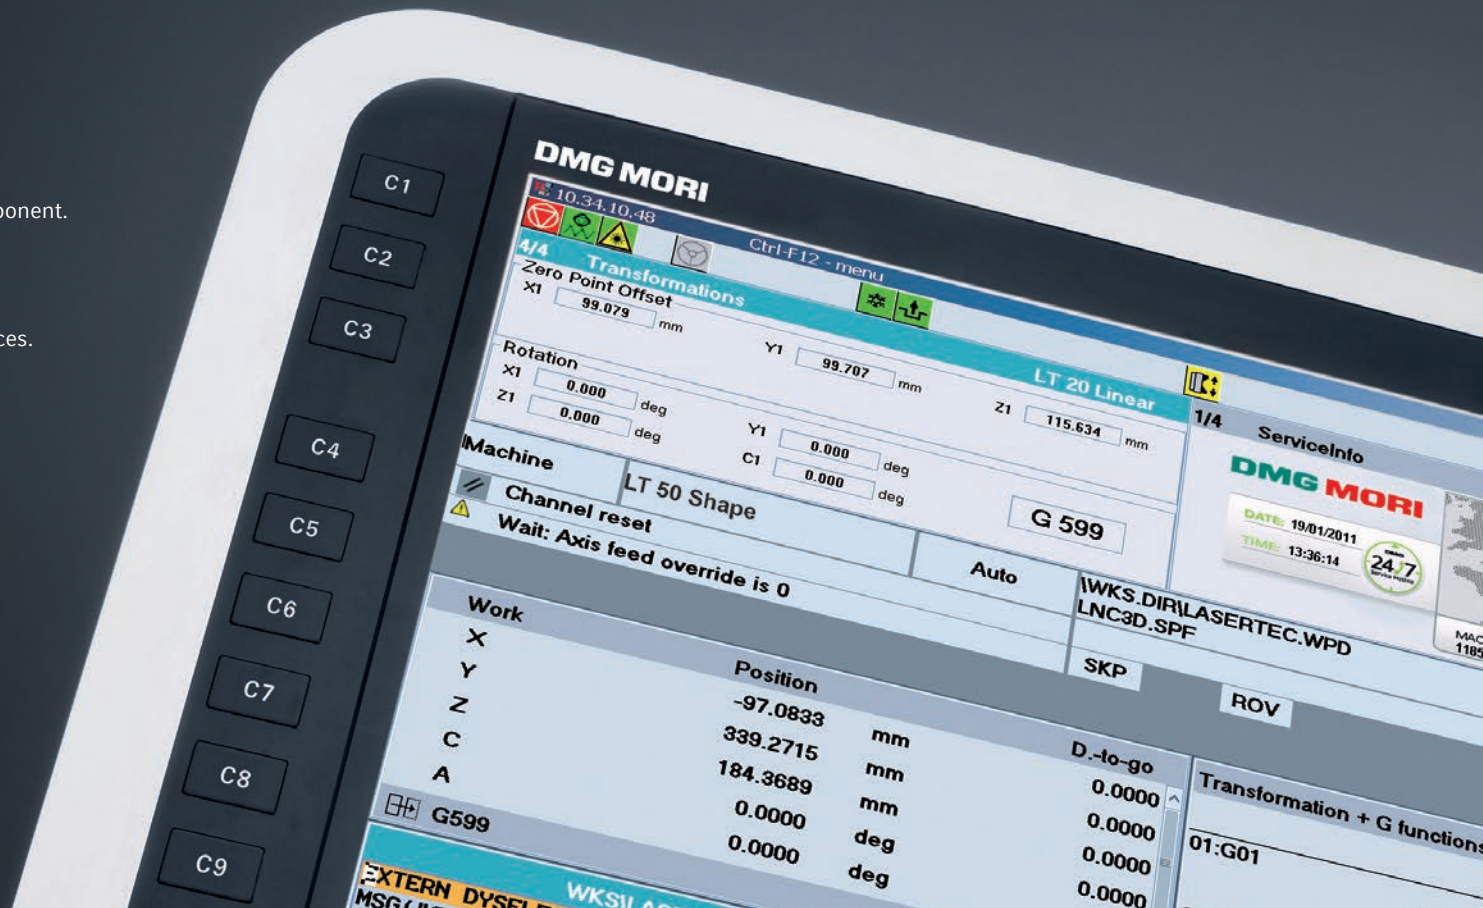 ponent.
ces.
C1
C2
C3
C4
C5
C6
C7
C8
C9
DMG MORI
10.34.10.48
Ctrl-F12 - menu
4/4 Transformations LT 20 Linear
Zero Point Offset
X1 99.079 mm Y1 99.707 mm Z1 115.634 mm
Rotation
X1 0.000 deg Y1 0.000 deg
Z1 0.000 deg C1 0.000 deg
G 599
1/4 ServiceInfo
DMG MORI
DATE: 19/01/2011
TIME: 13:36:14
24/7
MAC
1185
Machine LT 50 Shape Auto
\WKS.DIR\LASERTEC.WPD
LNC3D.SPF
Channel reset
Wait: Axis feed override is 0
SKP ROV
Work Position D.-to-go
X -97.0833 mm 0.0000
Y 339.2715 mm 0.0000
Z 184.3689 mm 0.0000
C 0.0000 deg 0.0000
A 0.0000 deg
G599
Transformation + G functions
01:G01
EXTERN